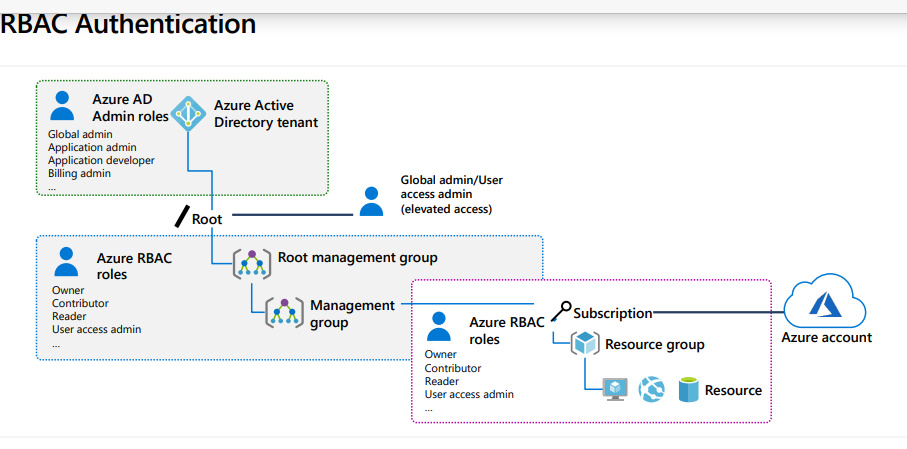 RBAC Authentication
Azure AD
Admin roles
Global admin
Application admin
Application developer
Billing admin
...
Azure Active
Directory tenant
Root
Global admin/User
access admin
(elevated access)
Azure RBAC
roles
Owner
Contributor
Reader
User access admin
...
Root management group
Management
group
Azure RBAC
roles
Owner
Contributor
Reader
User access admin
...
Subscription
Resource group
Resource
Azure account